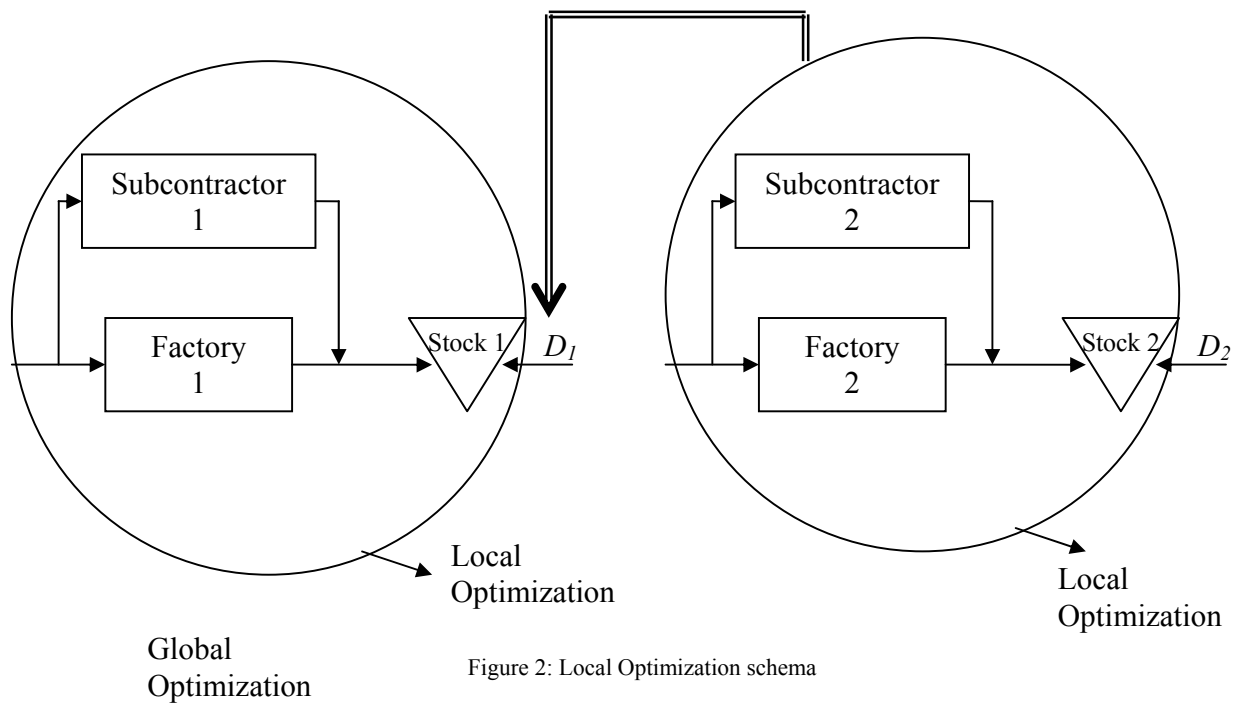 Subcontractor
1
Factory
1
Stock 1
D1
Local
Optimization
Global
Optimization
Subcontractor
2
Factory
2
Stock 2
D2
Local
Optimization
Figure 2: Local Optimization schema